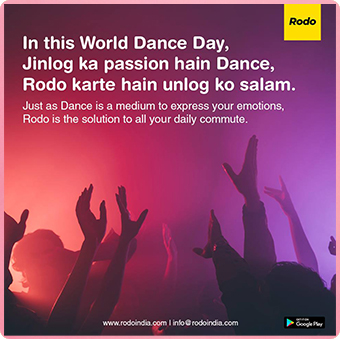 Rodo
In this World Dance Day,
Jinlog ka passion hain Dance,
Rodo karte hain unlog ko salam.
Just as Dance is a medium to express your emotions,
Rodo is the solution to all your daily commute.
www.rodoindia.com | info@rodoindia.com
GET IT ON
Google Play